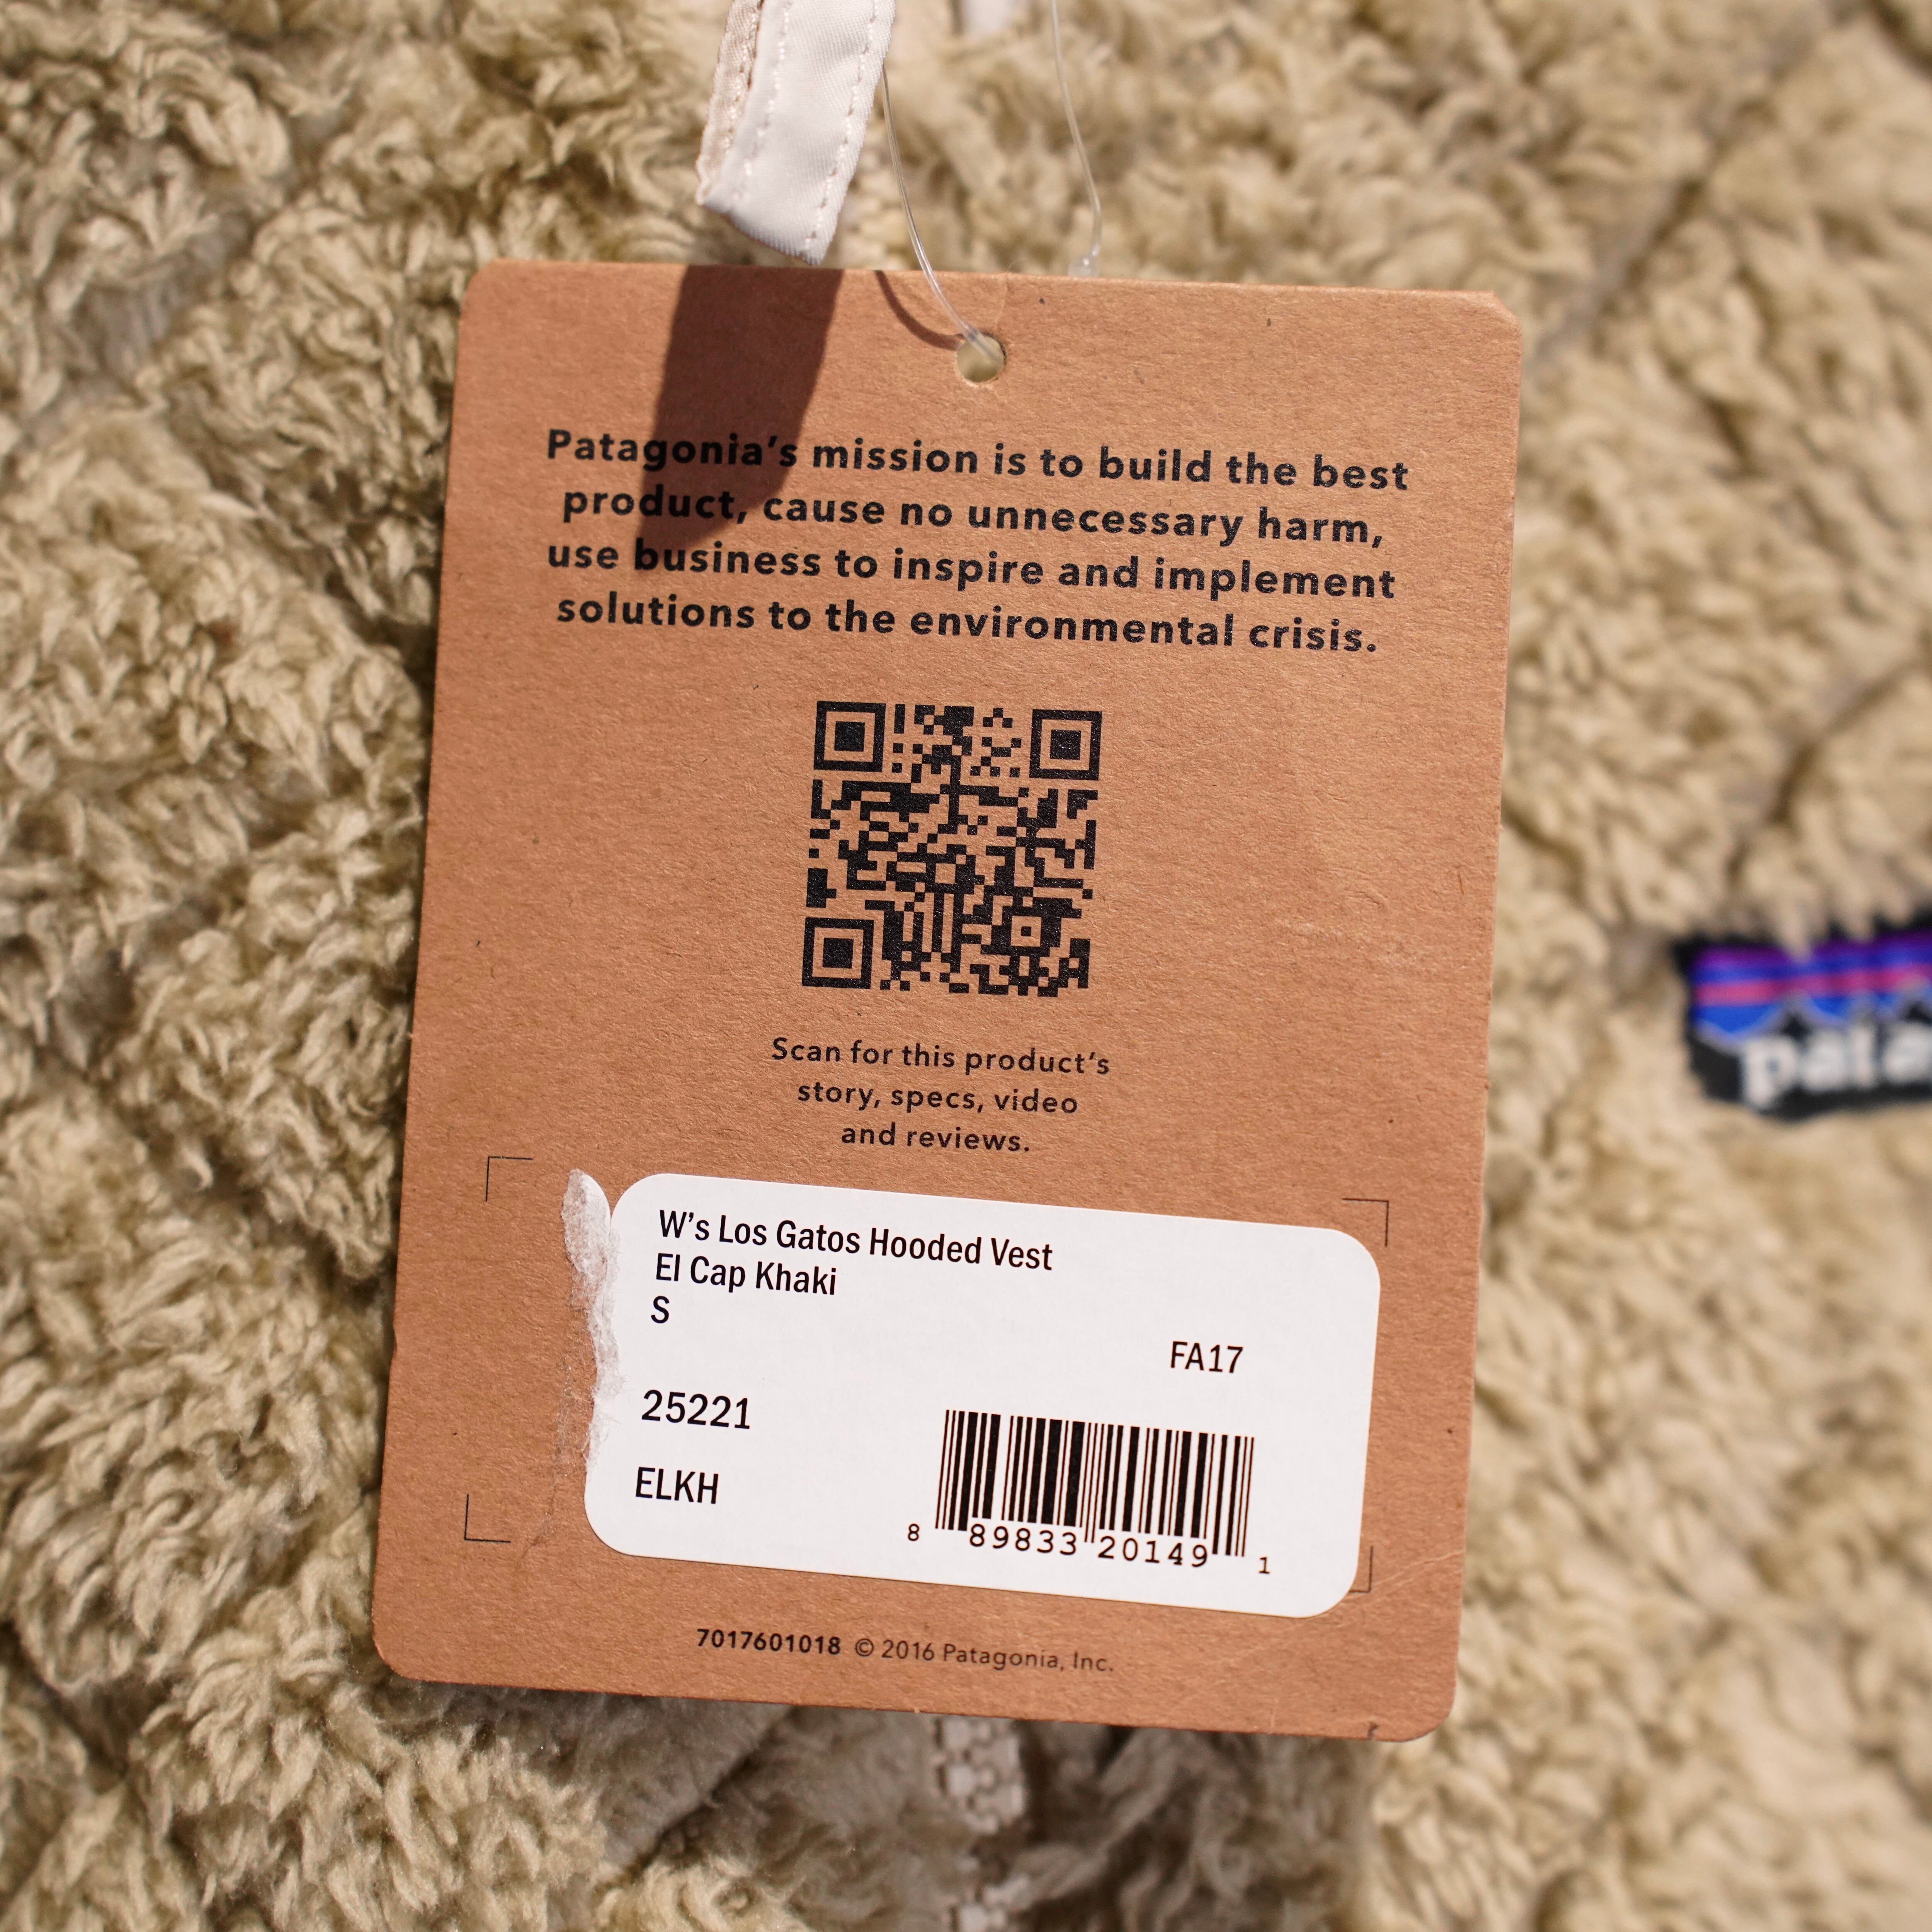 Patagonia's mission is to build the best
product, cause no unnecessary harm,
use business to inspire and implement
solutions to the environmental crisis.
Scan for this product's
story, specs, video
and reviews.
W's Los Gatos Hooded Vest
El Cap Khaki
S
FA17
25221
ELKH
8 89833 20149 1
7017601018 © 2016 Patagonia, Inc.